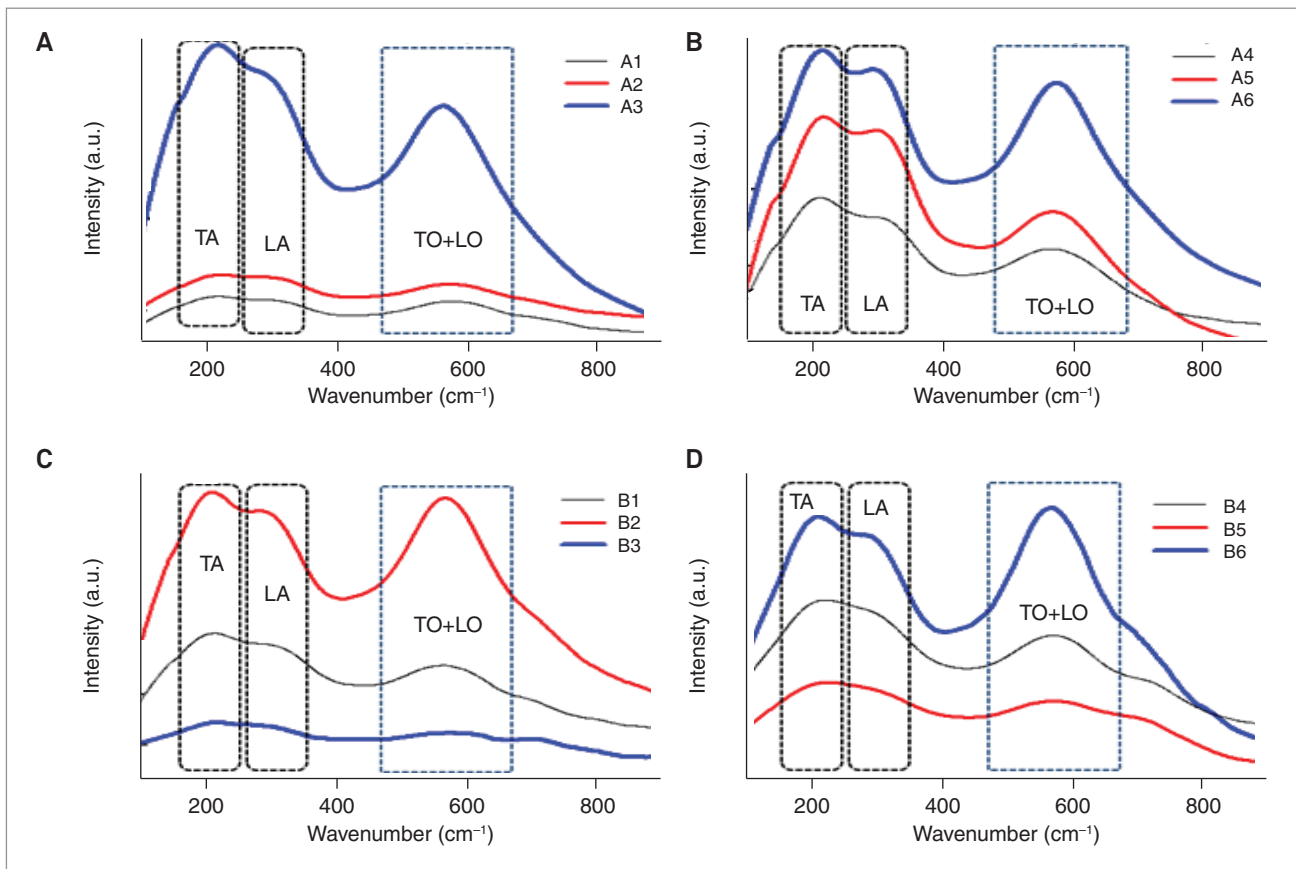 A
A1
A2
A3
Intensity (a.u.)
TA
LA
TO+LO
200
400
600
800
Wavenumber (cm⁻¹)
B
A4
A5
A6
Intensity (a.u.)
TA
LA
TO+LO
200
400
600
800
Wavenumber (cm⁻¹)
C
B1
B2
B3
Intensity (a.u.)
TA
LA
TO+LO
200
400
600
800
Wavenumber (cm⁻¹)
D
B4
B5
B6
Intensity (a.u.)
TA
LA
TO+LO
200
400
600
800
Wavenumber (cm⁻¹)